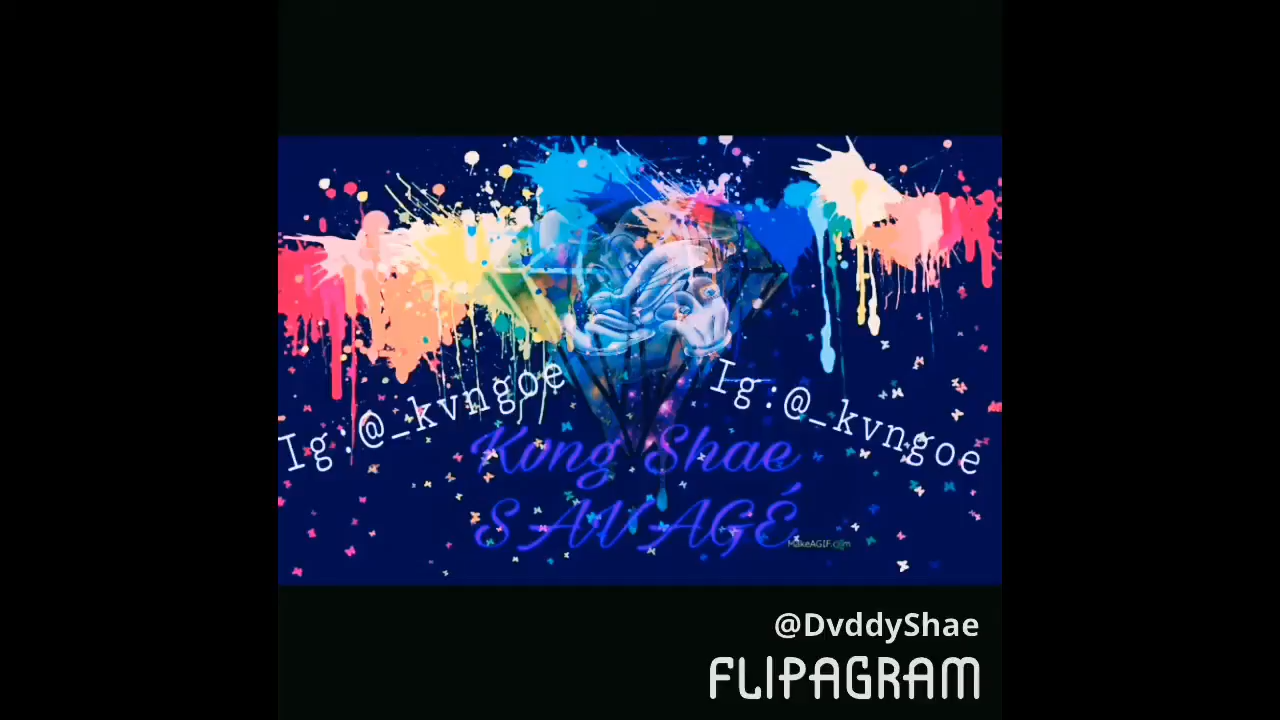 Ig:@_kvngoe
Ig:@_kvngoe
Kvng Shae
SAVAGÉ
MakeAGIF.com
@DvddyShae
FLIPAGRAM